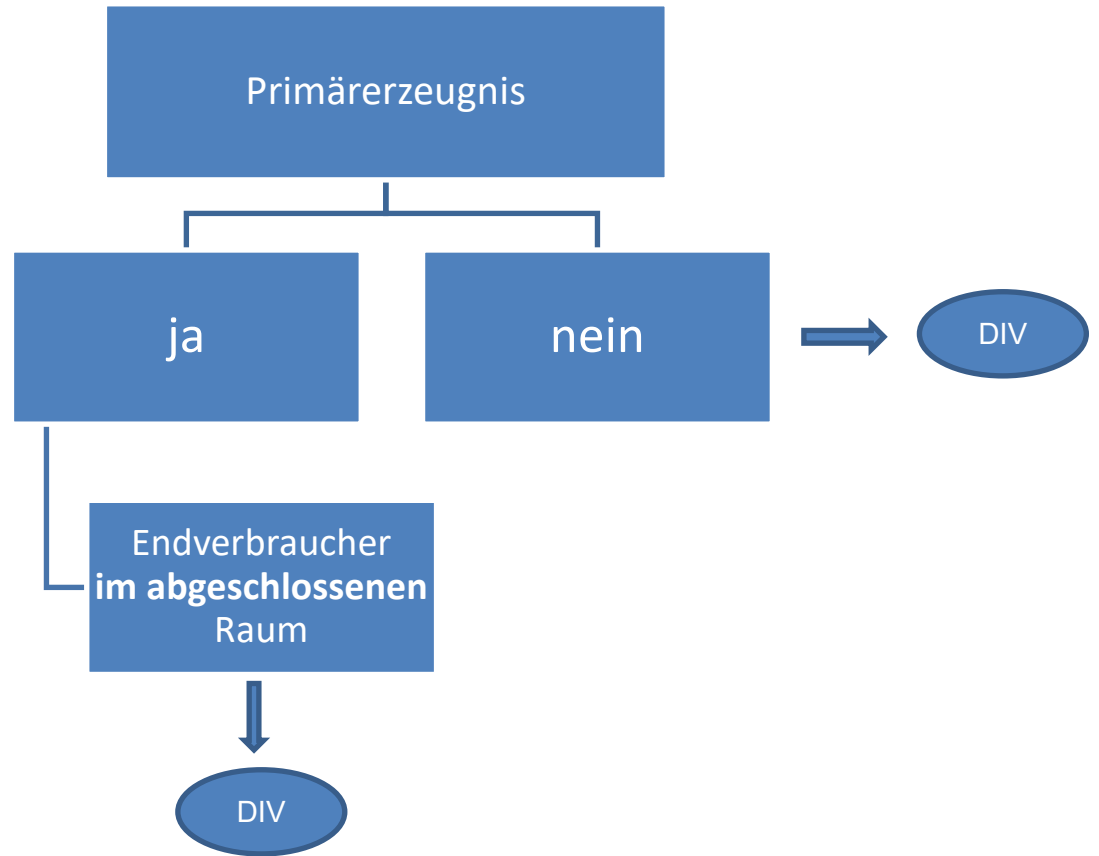 Primärerzeugnis
ja
nein
DIV
Endverbraucher
im abgeschlossenen
Raum
DIV